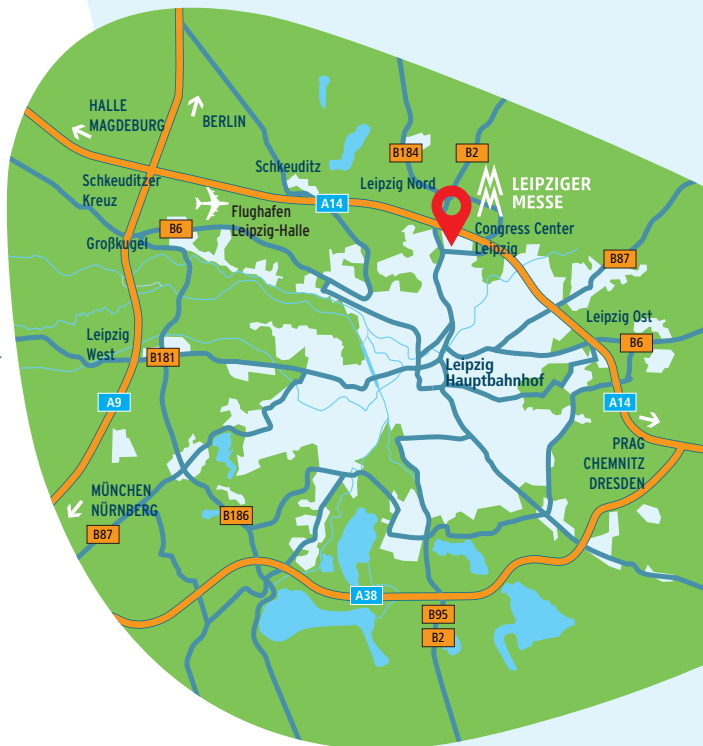 HALLE
MAGDEBURG
BERLIN
B184
B2
Schkeuditz
Schkeuditzer
Kreuz
Leipzig Nord
LEIPZIGER
MESSE
A14
Flughafen
Leipzig-Halle
B6
Großkugel
Congress Center
Leipzig
B87
Leipzig Ost
B6
Leipzig
West
B181
Leipzig
Hauptbahnhof
A9
A14
PRAG
CHEMNITZ
DRESDEN
MÜNCHEN
NÜRNBERG
B87
B186
A38
B95
B2